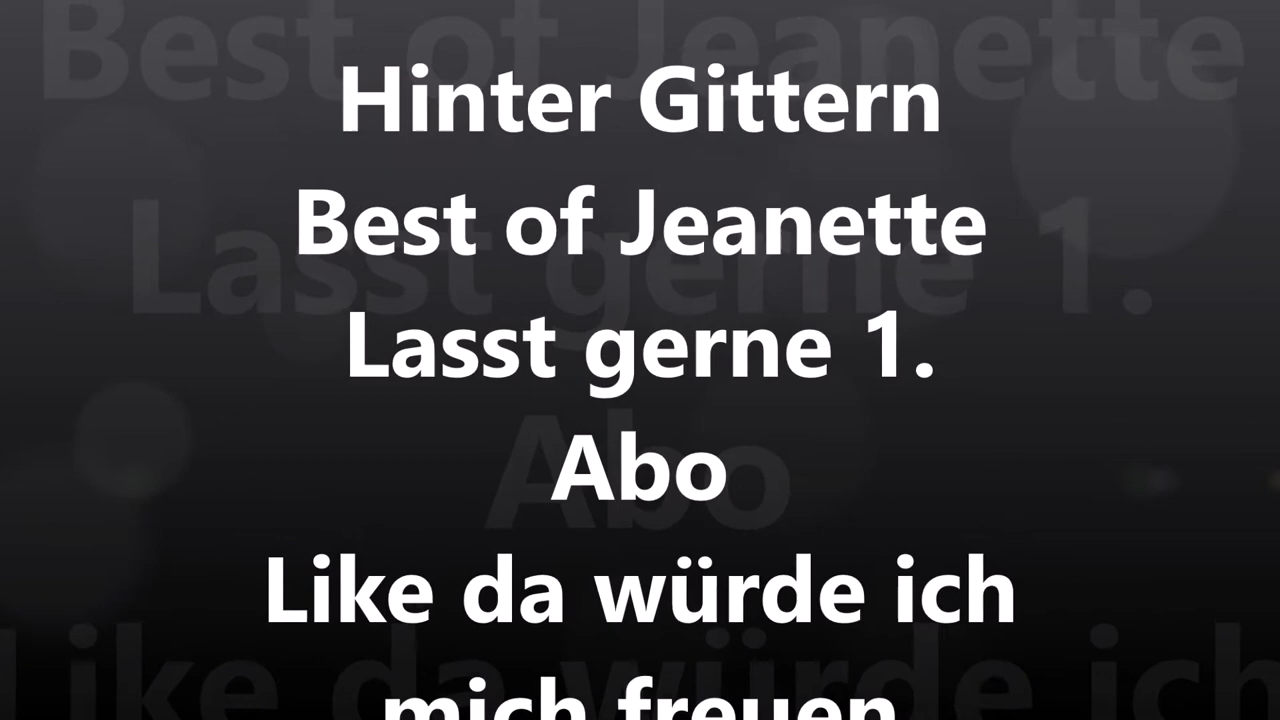 Hinter Gittern
Best of Jeanette
Lasst gerne 1.
Abo
Like da würde ich
mich freuen